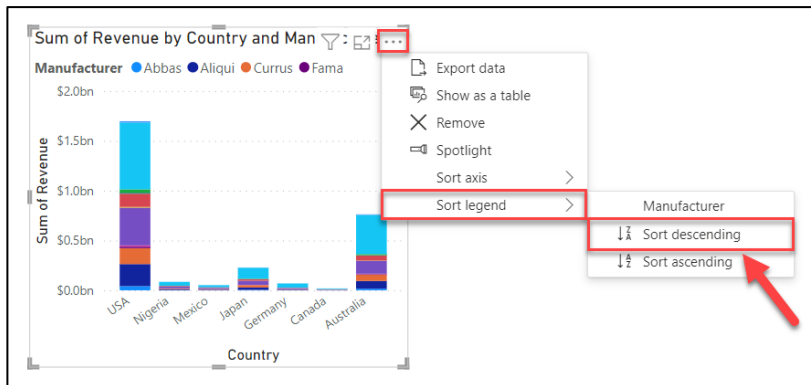 Sum of Revenue by Country and Man
Manufacturer Abbas Aliqui Currus Fama
$2.0bn
$1.5bn
$1.0bn
$0.5bn
$0.0bn
Sum of Revenue
USA
Nigeria
Mexico
Japan
Germany
Canada
Australia
Country
Export data
Show as a table
Remove
Spotlight
Sort axis
Sort legend
Manufacturer
Sort descending
Sort ascending